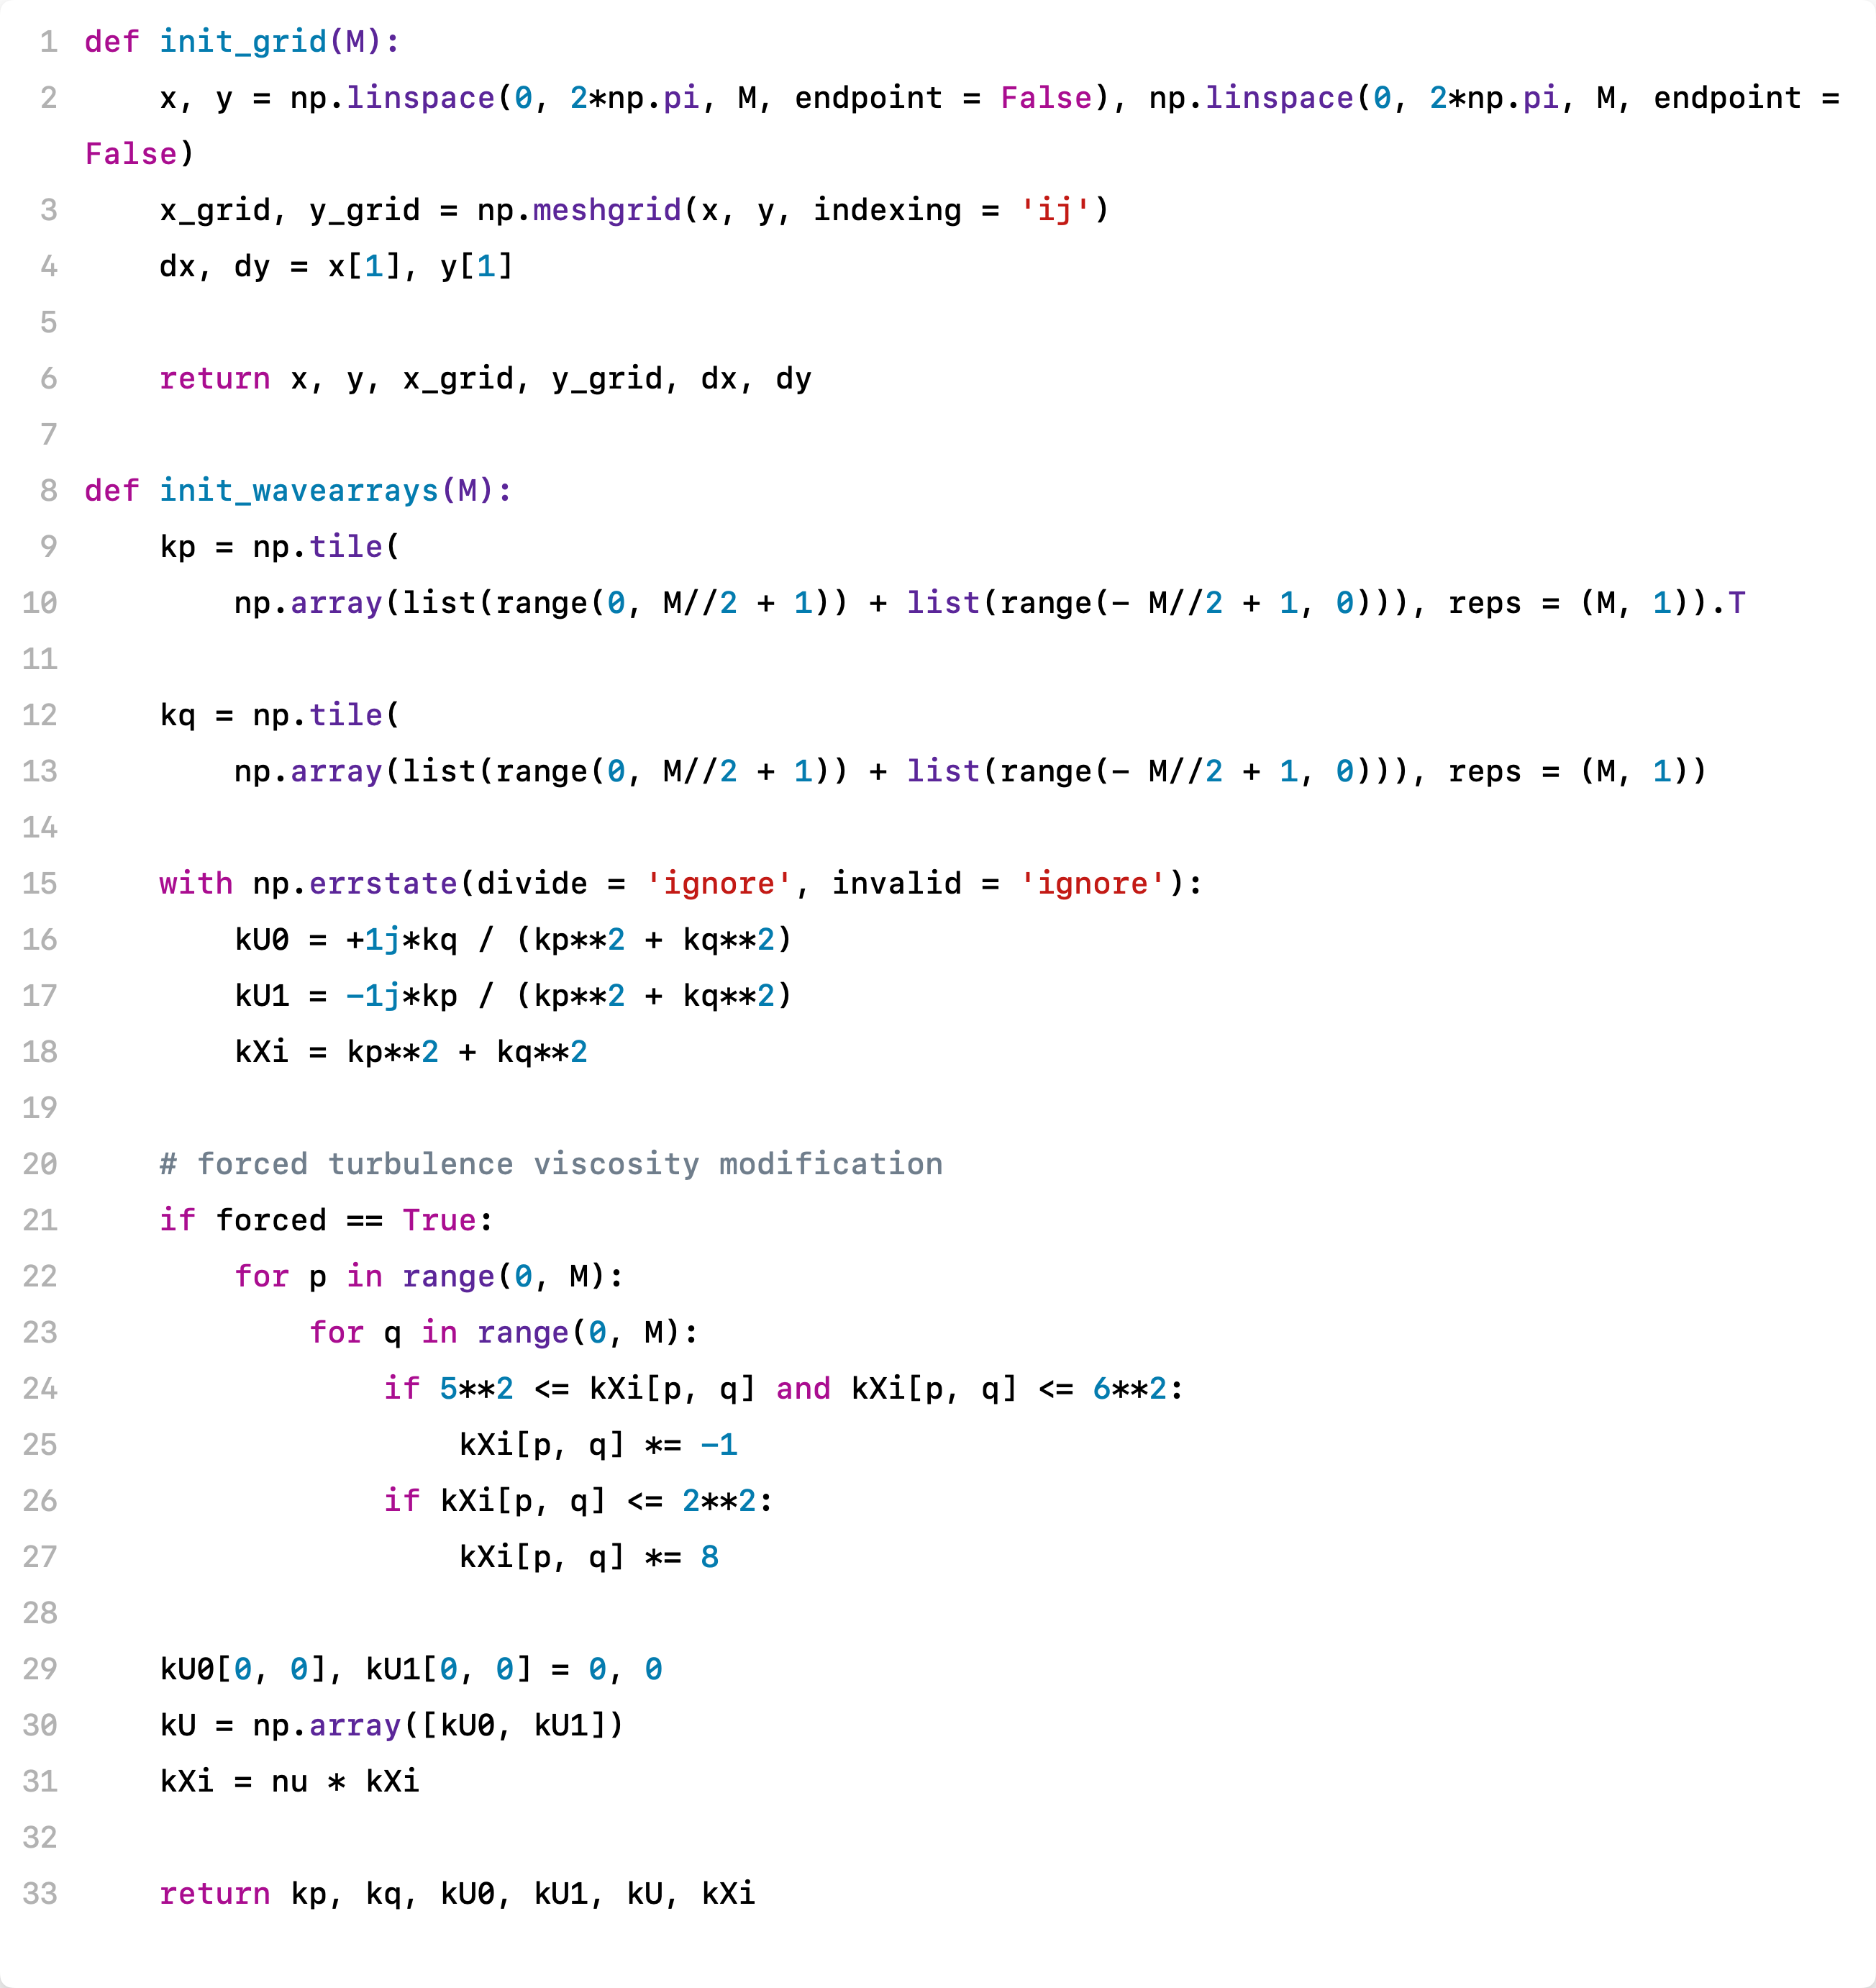 1 def init_grid(M):
2     x, y = np.linspace(0, 2*np.pi, M, endpoint = False), np.linspace(0, 2*np.pi, M, endpoint =
False)
3     x_grid, y_grid = np.meshgrid(x, y, indexing = 'ij')
4     dx, dy = x[1], y[1]
5
6     return x, y, x_grid, y_grid, dx, dy
7
8 def init_wavearrays(M):
9     kp = np.tile(
10         np.array(list(range(0, M//2 + 1)) + list(range(− M//2 + 1, 0))), reps = (M, 1)).T
11
12     kq = np.tile(
13         np.array(list(range(0, M//2 + 1)) + list(range(− M//2 + 1, 0))), reps = (M, 1))
14
15     with np.errstate(divide = 'ignore', invalid = 'ignore'):
16         kU0 = +1j*kq / (kp**2 + kq**2)
17         kU1 = −1j*kp / (kp**2 + kq**2)
18         kXi = kp**2 + kq**2
19
20     # forced turbulence viscosity modification
21     if forced == True:
22         for p in range(0, M):
23             for q in range(0, M):
24                 if 5**2 <= kXi[p, q] and kXi[p, q] <= 6**2:
25                     kXi[p, q] *= −1
26                 if kXi[p, q] <= 2**2:
27                     kXi[p, q] *= 8
28
29     kU0[0, 0], kU1[0, 0] = 0, 0
30     kU = np.array([kU0, kU1])
31     kXi = nu * kXi
32
33     return kp, kq, kU0, kU1, kU, kXi